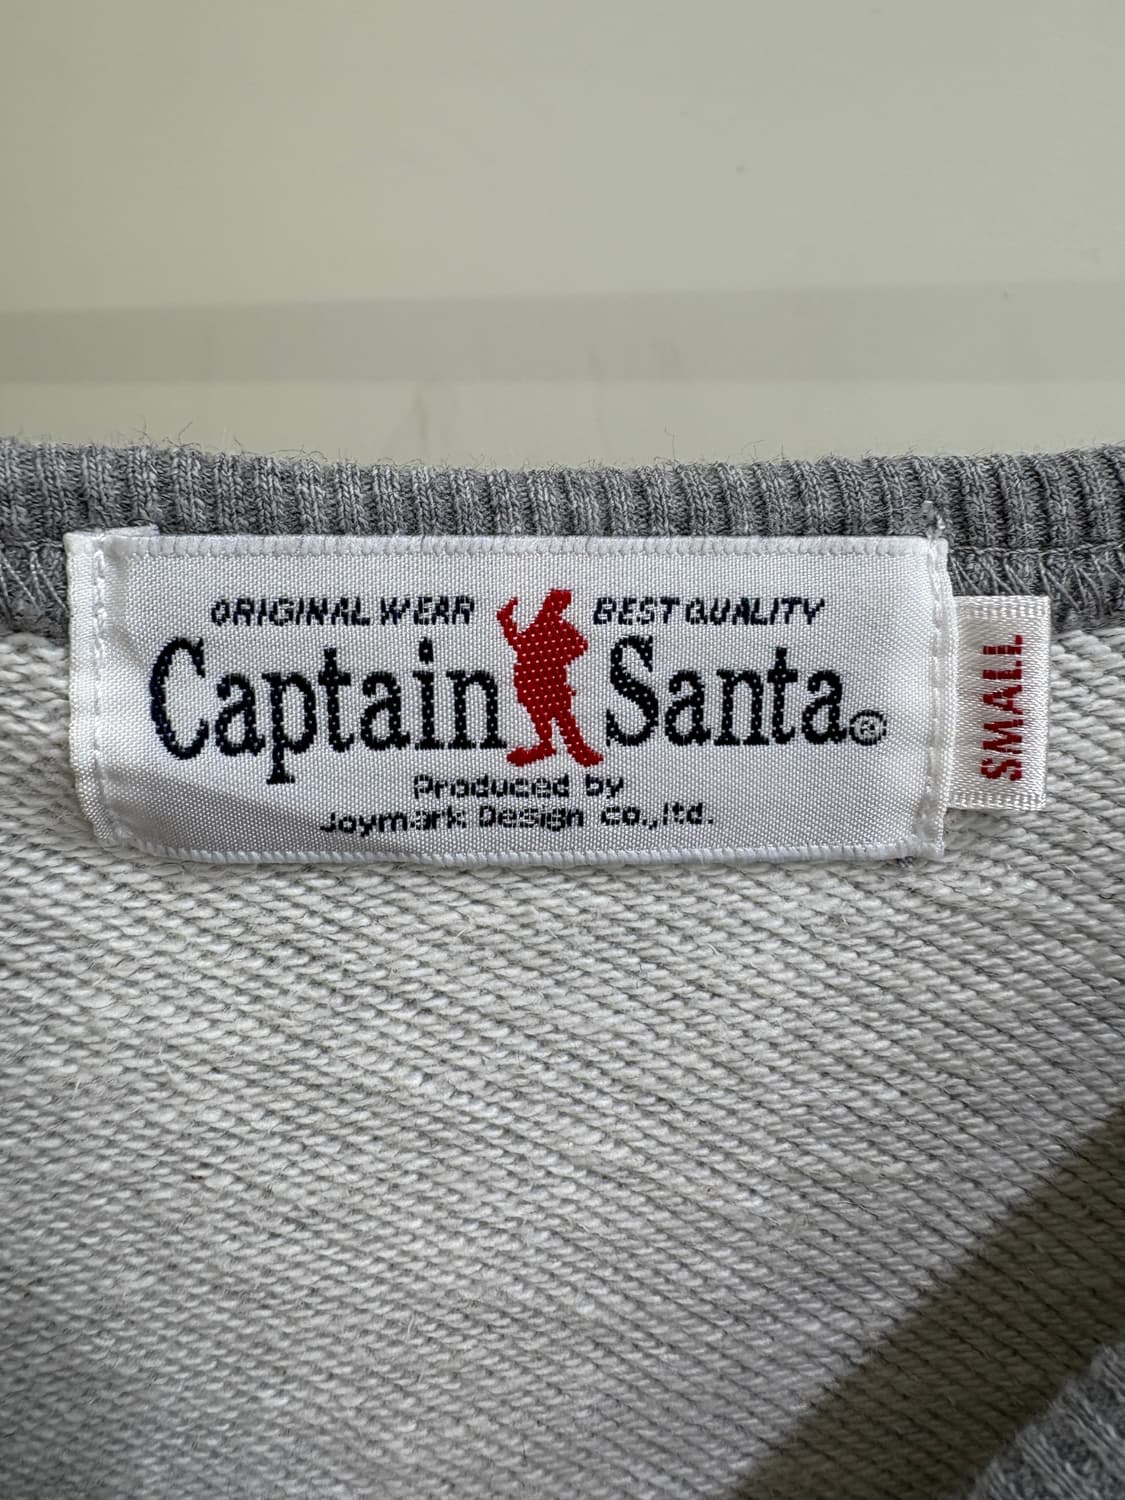 ORIGINAL WEAR BEST QUALITY
Captain Santa®
Produced by
Joymark Design co.,ltd.
SMALL